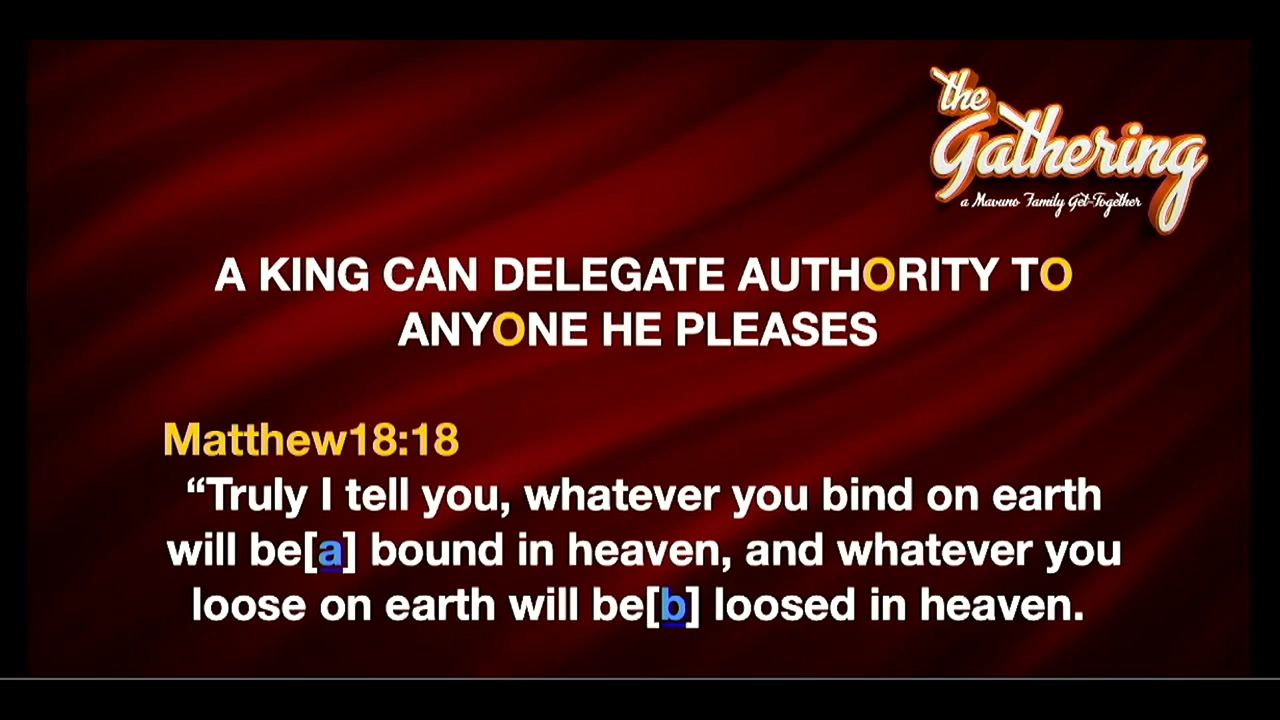 the
Gathering
a Mavuno Family Get-Together
A KING CAN DELEGATE AUTHORITY TO
ANYONE HE PLEASES
Matthew18:18
“Truly I tell you, whatever you bind on earth
will be[a] bound in heaven, and whatever you
loose on earth will be[b] loosed in heaven.